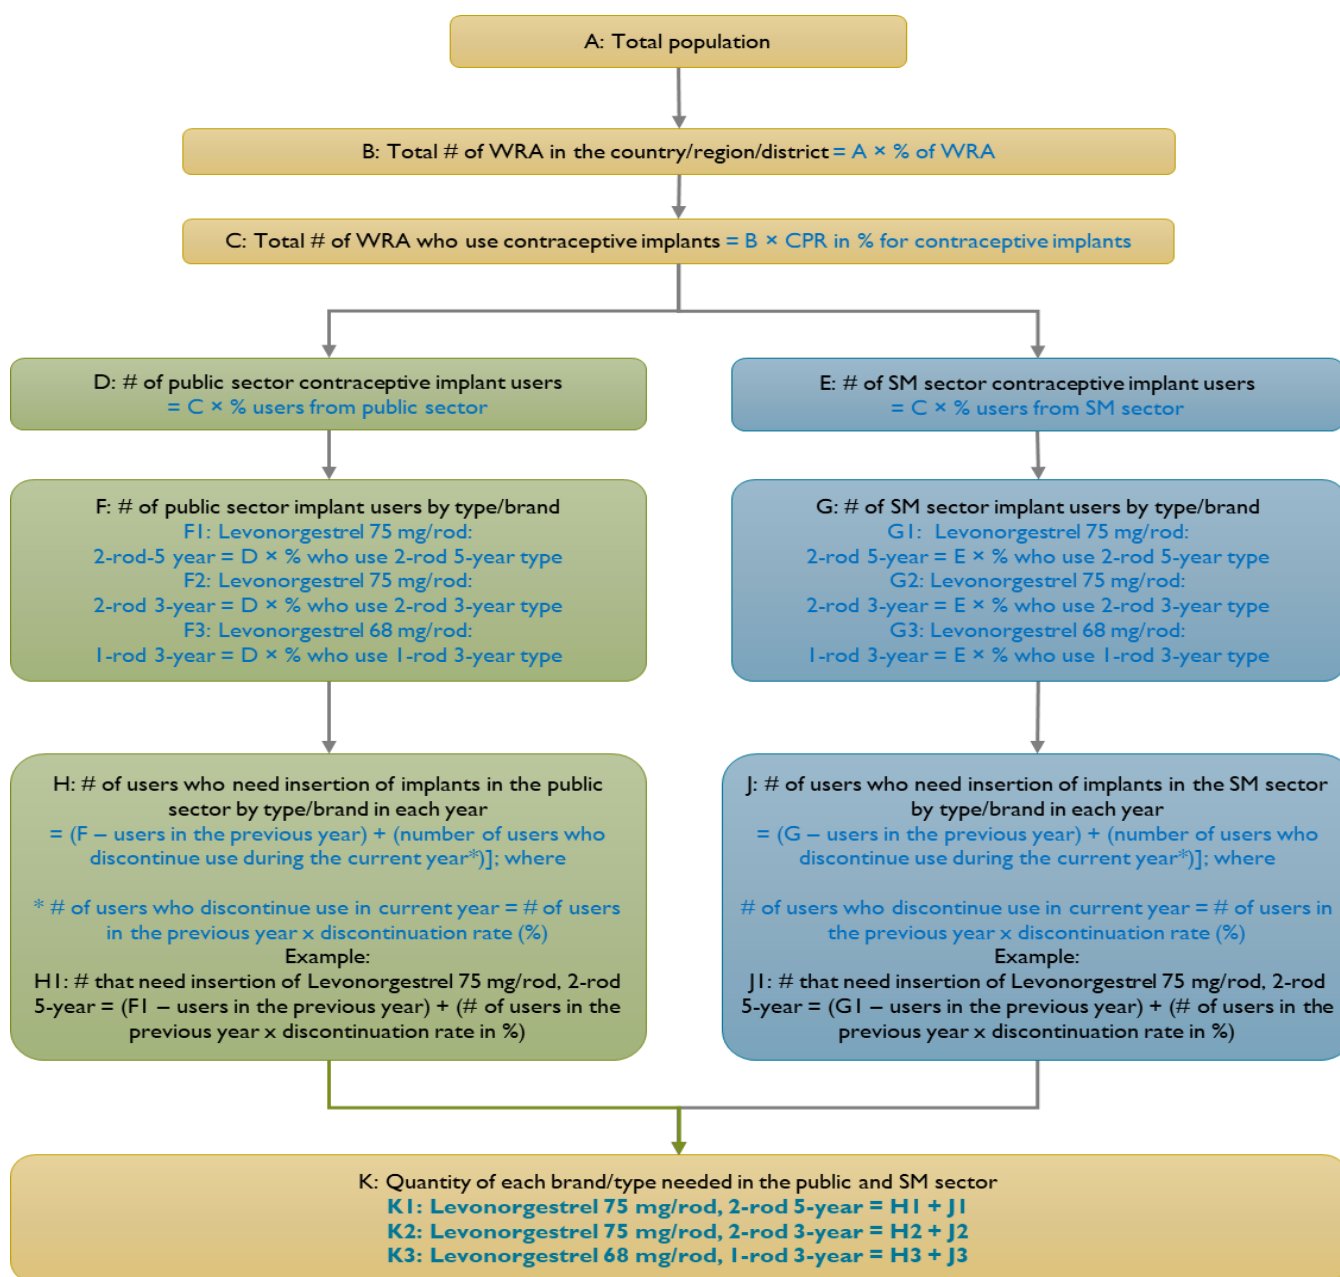 A: Total population
B: Total # of WRA in the country/region/district = A × % of WRA
C: Total # of WRA who use contraceptive implants = B × CPR in % for contraceptive implants
D: # of public sector contraceptive implant users
= C × % users from public sector
E: # of SM sector contraceptive implant users
= C × % users from SM sector
F: # of public sector implant users by type/brand
F1: Levonorgestrel 75 mg/rod:
2-rod-5 year = D × % who use 2-rod 5-year type
F2: Levonorgestrel 75 mg/rod:
2-rod 3-year = D × % who use 2-rod 3-year type
F3: Levonorgestrel 68 mg/rod:
1-rod 3-year = D × % who use 1-rod 3-year type
G: # of SM sector implant users by type/brand
G1: Levonorgestrel 75 mg/rod:
2-rod 5-year = E × % who use 2-rod 5-year type
G2: Levonorgestrel 75 mg/rod:
2-rod 3-year = E × % who use 2-rod 3-year type
G3: Levonorgestrel 68 mg/rod:
1-rod 3-year = E × % who use 1-rod 3-year type
H: # of users who need insertion of implants in the public
sector by type/brand in each year
= (F – users in the previous year) + (number of users who
discontinue use during the current year*)]; where
* # of users who discontinue use in current year = # of users
in the previous year x discontinuation rate (%)
Example:
H1: # that need insertion of Levonorgestrel 75 mg/rod, 2-rod
5-year = (F1 – users in the previous year) + (# of users in the
previous year x discontinuation rate in %)
J: # of users who need insertion of implants in the SM sector
by type/brand in each year
= (G – users in the previous year) + (number of users who
discontinue use during the current year*)]; where
# of users who discontinue use in current year = # of users in
the previous year x discontinuation rate (%)
Example:
J1: # that need insertion of Levonorgestrel 75 mg/rod, 2-rod
5-year = (G1 – users in the previous year) + (# of users in the
previous year x discontinuation rate in %)
K: Quantity of each brand/type needed in the public and SM sector
K1: Levonorgestrel 75 mg/rod, 2-rod 5-year = H1 + J1
K2: Levonorgestrel 75 mg/rod, 2-rod 3-year = H2 + J2
K3: Levonorgestrel 68 mg/rod, 1-rod 3-year = H3 + J3